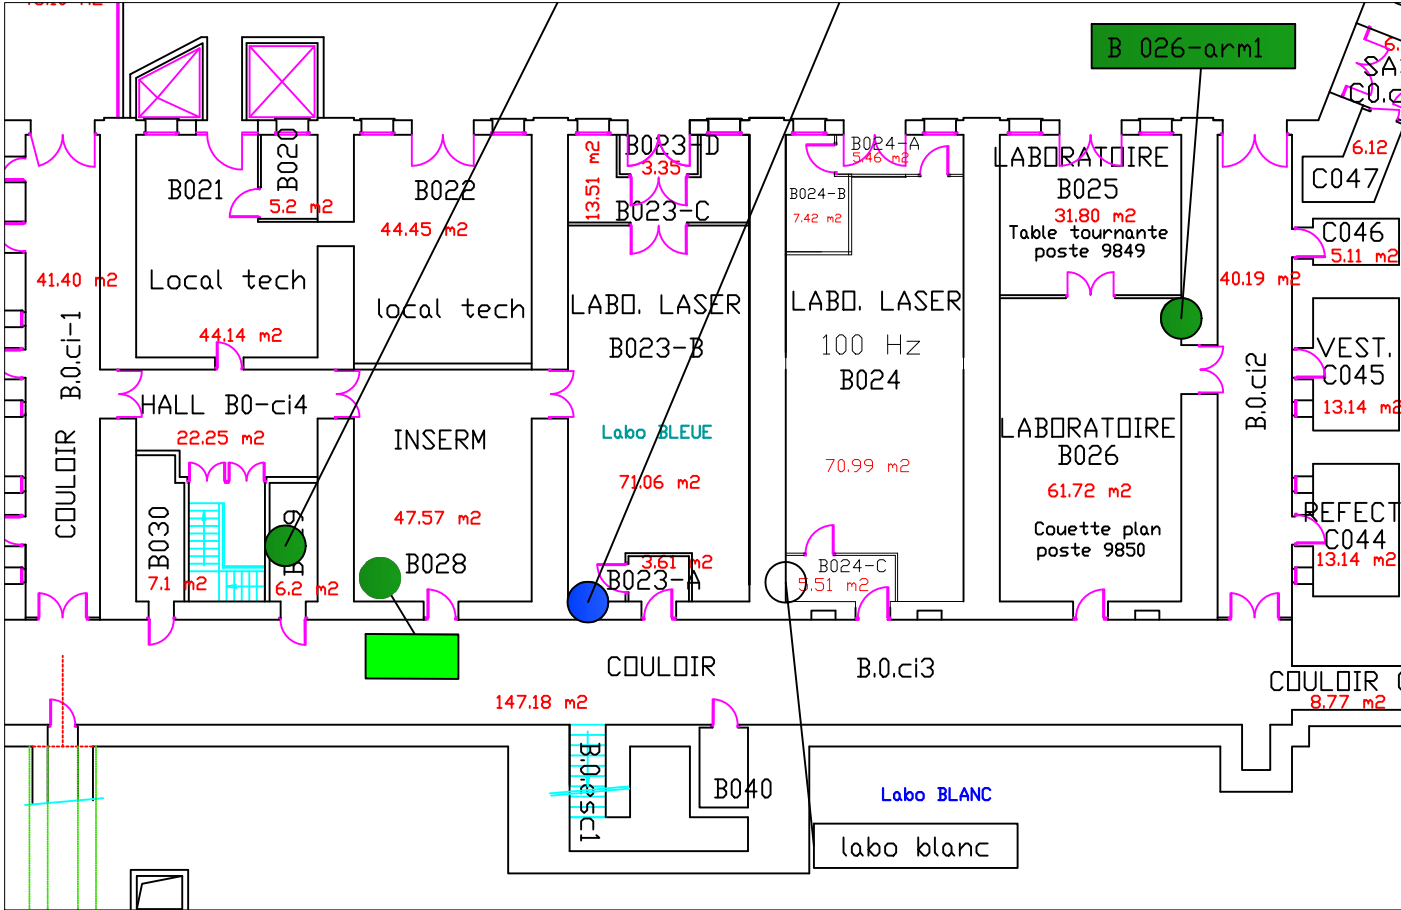 B 026-arm1
B021
B020
5.2 m2
B022
44.45 m2
13.51 m2
B023-D
3.35
B023-C
B024-A
5.46 m2
B024-B
7.42 m2
LABORATOIRE
B025
31.80 m2
Table tournante
poste 9849
C047
6.12
C046
5.11 m2
41.40 m2
Local tech
44.14 m2
local tech
LABO. LASER
B023-B
LABO. LASER
100 Hz
B024
40.19 m2
VEST.
C045
13.14 m2
COULOIR B.0.ci-1
HALL B0-ci4
22.25 m2
INSERM
47.57 m2
B028
Labo BLEUE
71.06 m2
70.99 m2
LABORATOIRE
B026
61.72 m2
Couette plan
poste 9850
B.0.ci2
REFECT
C044
13.14 m2
B030
7.1 m2
6.2 m2
3.61 m2
B023-A
B024-C
5.51 m2
COULOIR
B.0.ci3
147.18 m2
COULOIR
8.77 m2
B.0.esc1
B040
Labo BLANC
labo blanc